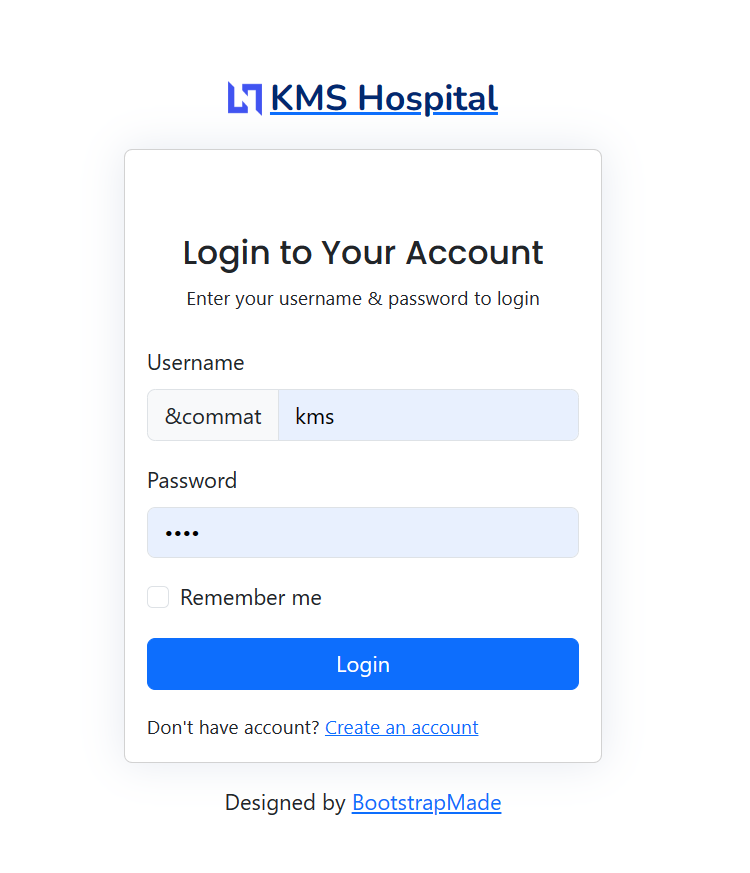 KMS Hospital
Login to Your Account
Enter your username & password to login
Username
&commat kms
Password
••••
Remember me
Login
Don't have account? Create an account
Designed by BootstrapMade